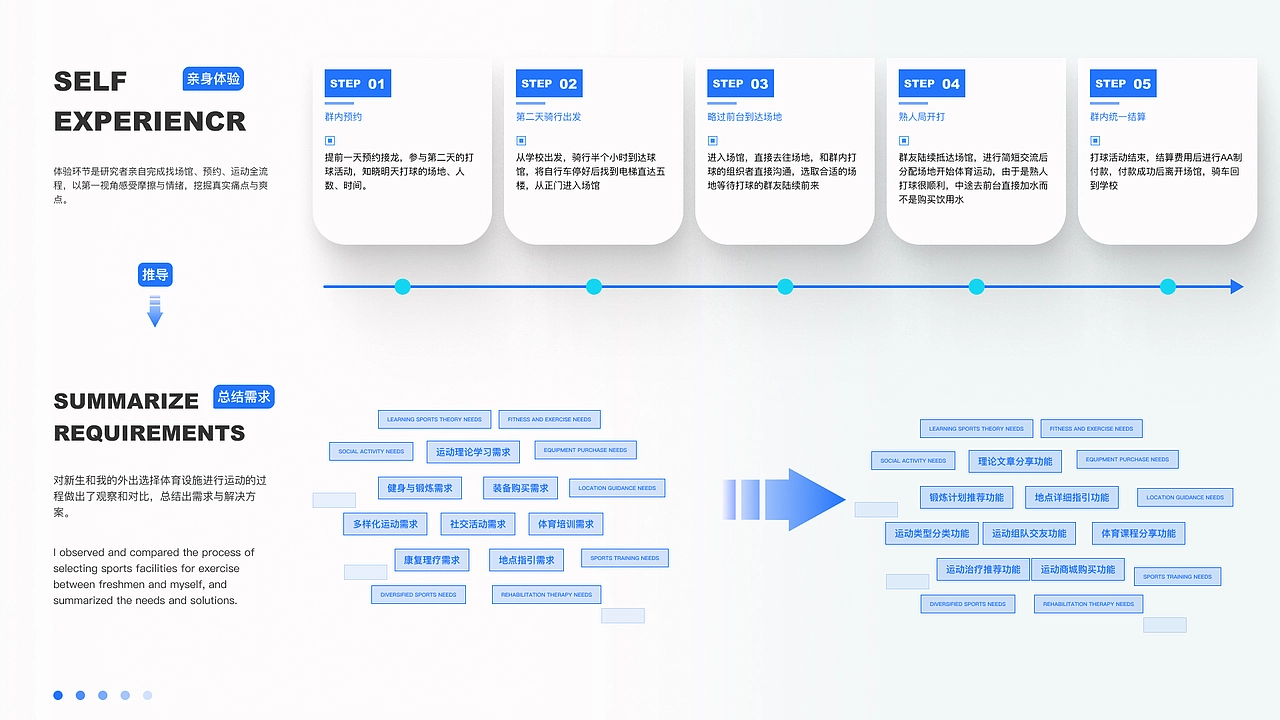 SELF
亲身体验
EXPERIENCR
体验环节是研究者亲自完成找场馆、预约、运动全流
程，以第一视角感受摩擦与情绪，挖掘真实痛点与爽
点。
推导
STEP 01
群内预约
提前一天预约接龙，参与第二天的打
球活动，如晓明天打球的场地、人
数、时间。
STEP 02
第二天骑行出发
从学校出发，骑行半个小时到达球
馆，将自行车停好后找到电梯直达五
楼，从正门进入场馆
STEP 03
略过前台到达场地
进入场馆，直接去往场地，和群内打
球的组织者直接沟通，选取合适的场
地等待打球的群友陆续前来
STEP 04
熟人局开打
群友陆续抵达场馆，进行简短交流后
分配场地开始体育运动，由于是熟人
打球很顺利，中途去前台直接加水而
不是购买饮用水
STEP 05
群内统一结算
打球活动结束，结算费用后进行AA制
付款，付款成功后离开场馆，骑车回
到学校
SUMMARIZE
总结需求
REQUIREMENTS
对新生和我的外出选择体育设施进行运动的过
程做出了观察和对比，总结出需求与解决方
案。
I observed and compared the process of
selecting sports facilities for exercise
between freshmen and myself, and
summarized the needs and solutions.
LEARNING SPORTS THEORY NEEDS
FITNESS AND EXERCISE NEEDS
SOCIAL ACTIVITY NEEDS
运动理论学习需求
EQUIPMENT PURCHASE NEEDS
健身与锻炼需求
装备购买需求
LOCATION GUIDANCE NEEDS
多样化运动需求
社交活动需求
体育培训需求
康复理疗需求
地点指引需求
SPORTS TRAINING NEEDS
DIVERSIFIED SPORTS NEEDS
REHABILITATION THERAPY NEEDS
LEARNING SPORTS THEORY NEEDS
FITNESS AND EXERCISE NEEDS
SOCIAL ACTIVITY NEEDS
理论文章分享功能
EQUIPMENT PURCHASE NEEDS
锻炼计划推荐功能
地点详细指引功能
LOCATION GUIDANCE NEEDS
运动类型分类功能
运动组队交友功能
体育课程分享功能
运动治疗推荐功能
运动商城购买功能
SPORTS TRAINING NEEDS
DIVERSIFIED SPORTS NEEDS
REHABILITATION THERAPY NEEDS